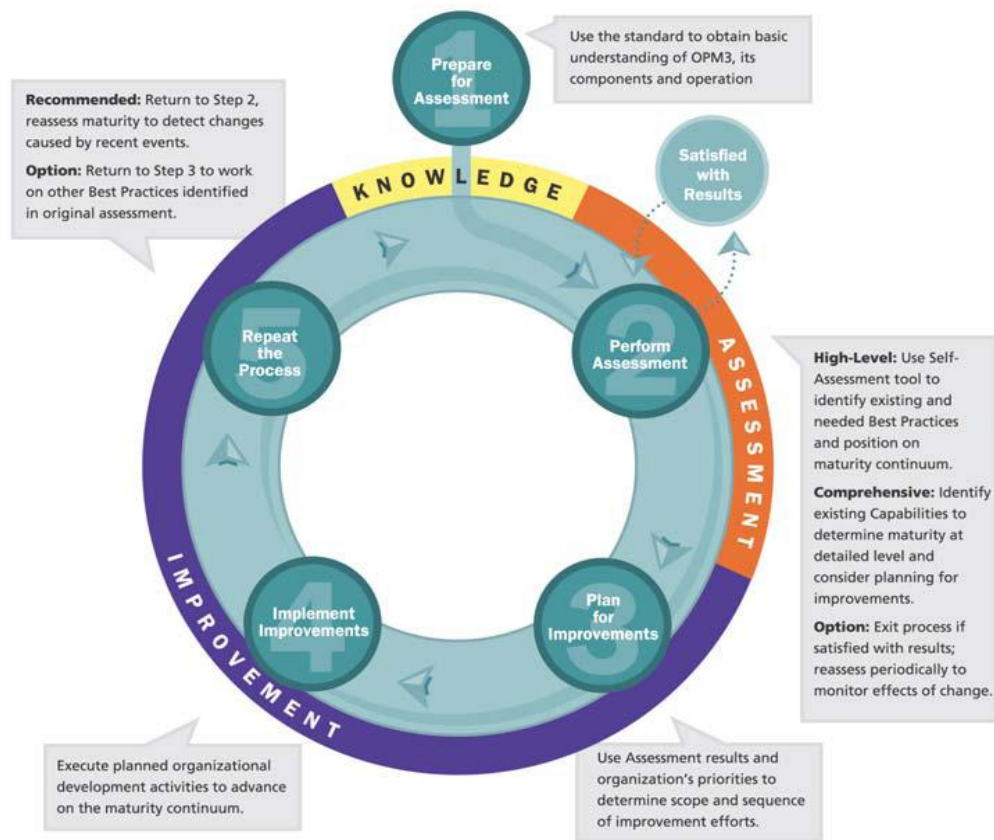 1
Prepare
for
Assessment
Use the standard to obtain basic
understanding of OPM3, its
components and operation
Recommended: Return to Step 2,
reassess maturity to detect changes
caused by recent events.
Option: Return to Step 3 to work
on other Best Practices identified
in original assessment.
Satisfied
with
Results
KNOWLEDGE
ASSESSMENT
IMPROVEMENT
2
Perform
Assessment
High-Level: Use Self-
Assessment tool to
identify existing and
needed Best Practices
and position on
maturity continuum.
Comprehensive: Identify
existing Capabilities to
determine maturity at
detailed level and
consider planning for
improvements.
Option: Exit process if
satisfied with results;
reassess periodically to
monitor effects of change.
3
Plan
for
Improvements
Use Assessment results and
organization's priorities to
determine scope and sequence
of improvement efforts.
4
Implement
Improvements
Execute planned organizational
development activities to advance
on the maturity continuum.
5
Repeat
the
Process